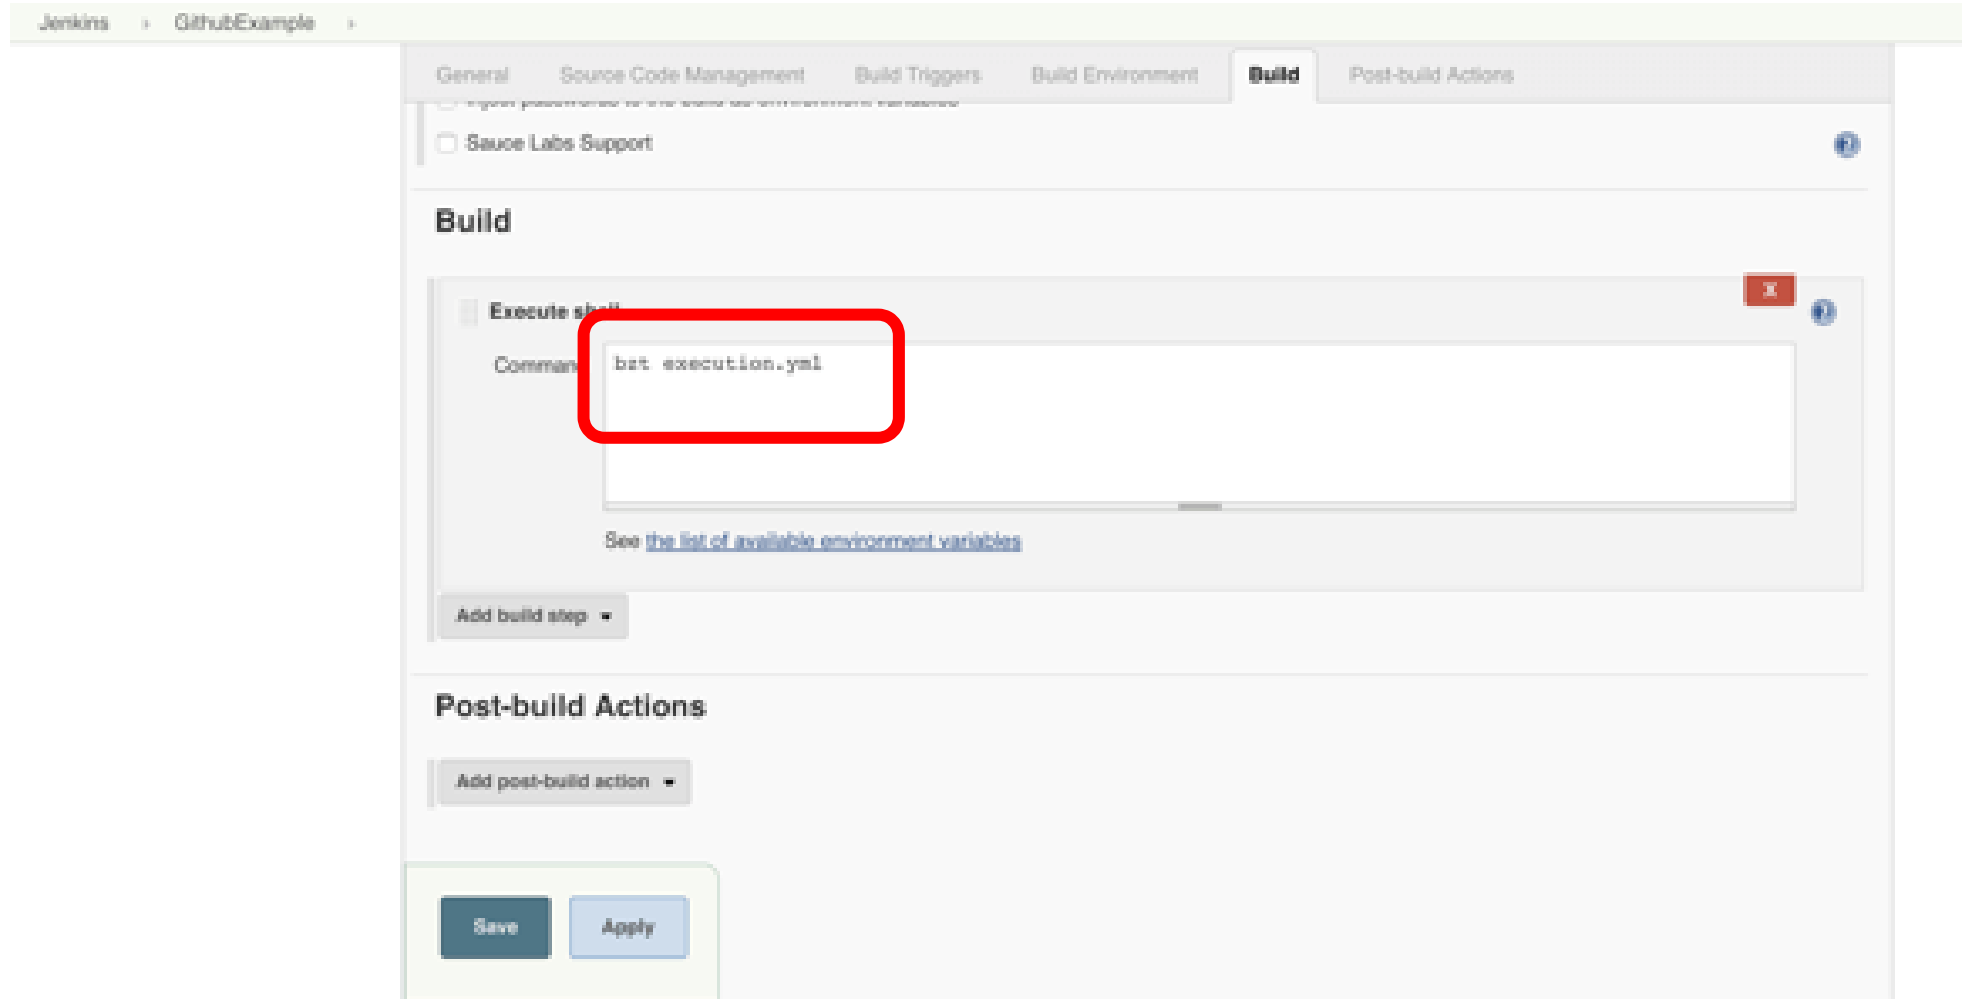 Jenkins › GithubExample ›
General Source Code Management Build Triggers Build Environment Build Post-build Actions
Sauce Labs Support
Build
X
Execute shell
Command
bzt execution.yml
See the list of available environment variables
Add build step
Post-build Actions
Add post-build action
Save Apply